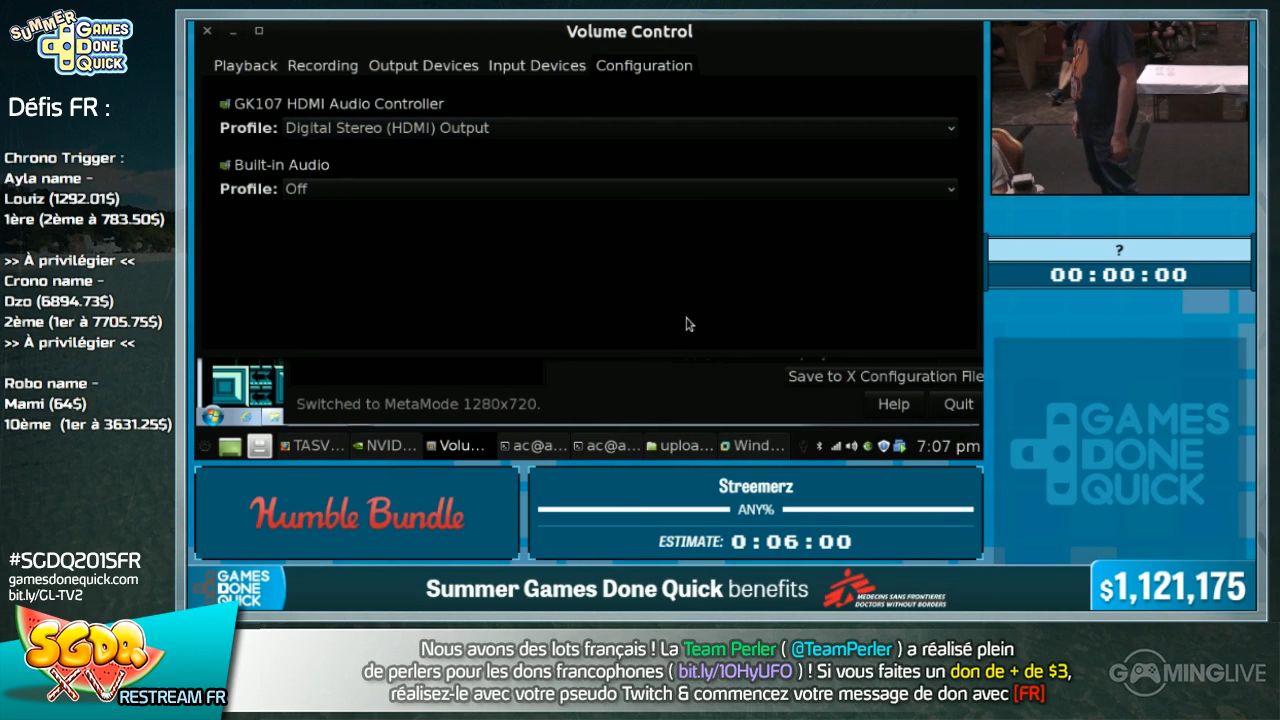 SUMMER
GAMES
DONE
QUICK
Défis FR :
Chrono Trigger :
Ayla name -
Louiz (1292.01$)
1ère (2ème à 783.50$)
>> À privilégier <<
Crono name -
Dzo (6894.73$)
2ème (1er à 7705.75$)
>> À privilégier <<
Robo name -
Mami (64$)
10ème (1er à 3631.25$)
#SGDQ2015FR
gamesdonequick.com
bit.ly/GL-TV2
SGDQ
XV
RESTREAM FR
Volume Control
Playback Recording Output Devices Input Devices Configuration
GK107 HDMI Audio Controller
Profile: Digital Stereo (HDMI) Output
Built-in Audio
Profile: Off
Save to X Configuration File
Switched to MetaMode 1280x720.
Help Quit
TASV... NVID... Volu... ac@a... ac@a... uploa... Wind... 7:07 pm
?
00:00:00
GAMES
DONE
QUICK
Humble Bundle
Streemerz
ANY%
ESTIMATE: 0:06:00
GAMES
DONE
QUICK
Summer Games Done Quick benefits
MEDECINS SANS FRONTIERES
DOCTORS WITHOUT BORDERS
$1,121,175
Nous avons des lots français ! La Team Perler ( @TeamPerler ) a réalisé plein
de perlers pour les dons francophones ( bit.ly/1OHyUFO ) ! Si vous faites un don de + de $3,
réalisez-le avec votre pseudo Twitch & commencez votre message de don avec [FR]
GAMINGLIVE